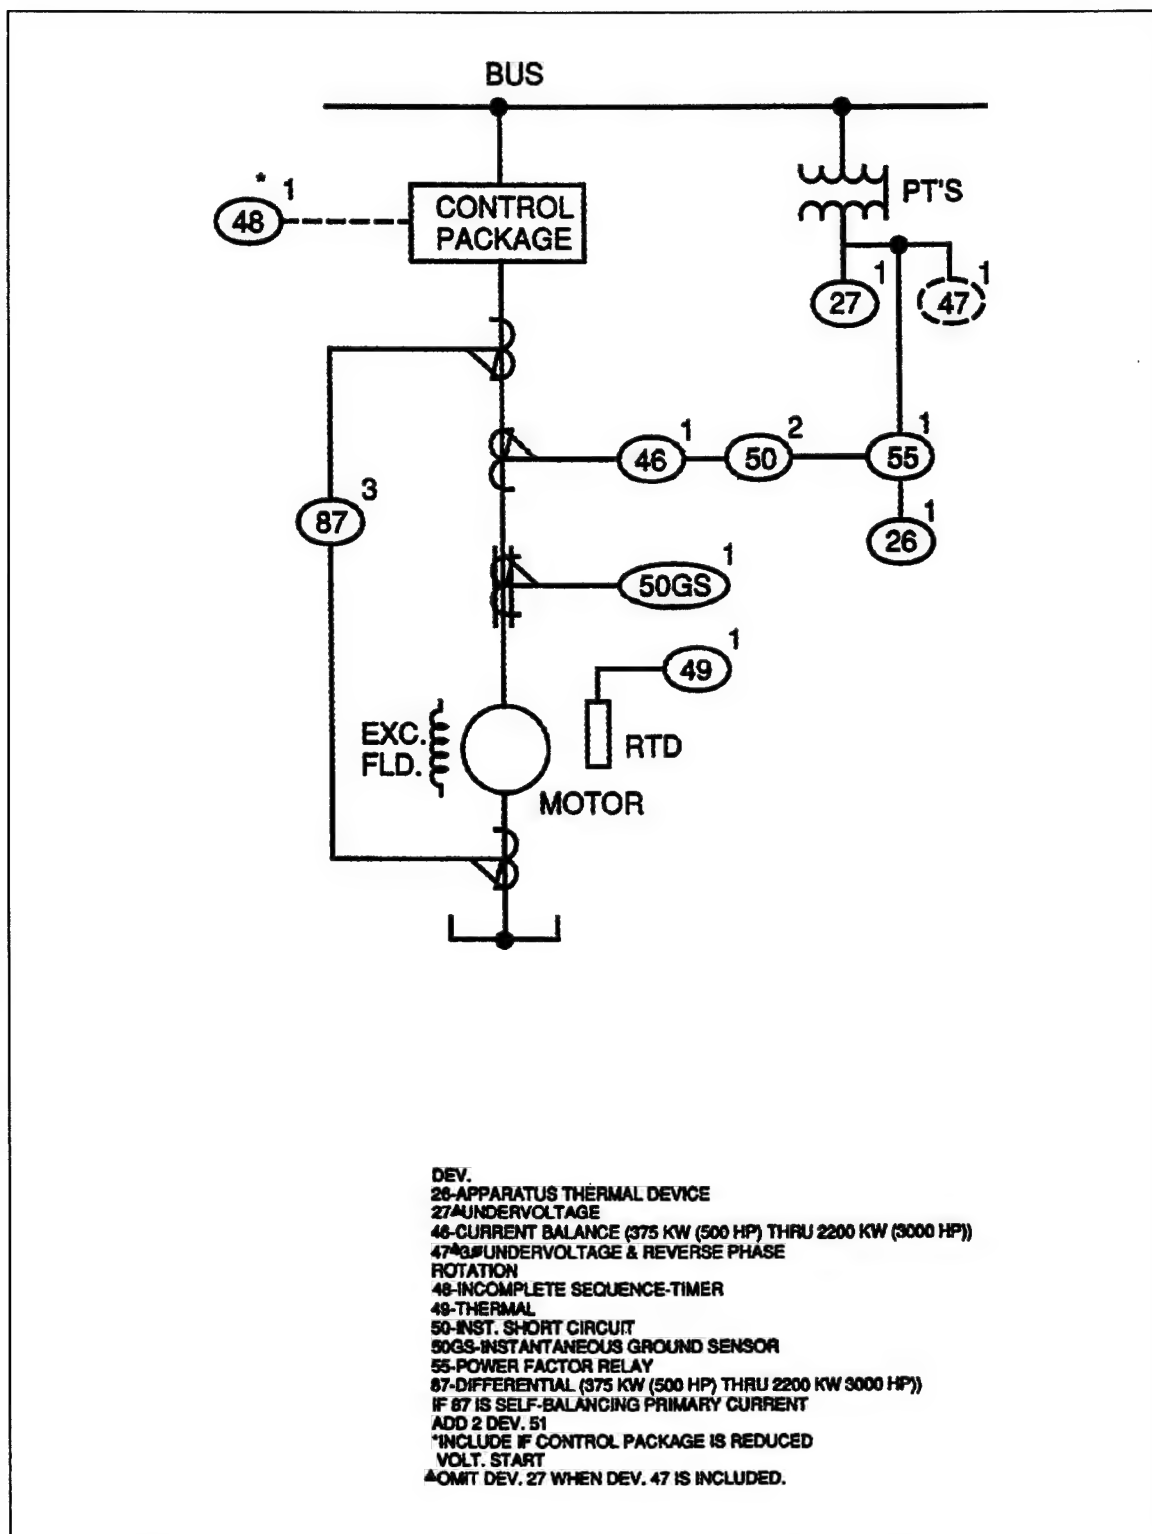 BUS
* 1
48
CONTROL
PACKAGE
PT'S
1
27
1
47
3
87
1
46
2
50
1
55
1
26
1
50GS
1
49
EXC.
FLD.
RTD
MOTOR
DEV.
26-APPARATUS THERMAL DEVICE
27▲UNDERVOLTAGE
46-CURRENT BALANCE (375 KW (500 HP) THRU 2200 KW (3000 HP))
47▲3øUNDERVOLTAGE & REVERSE PHASE
ROTATION
48-INCOMPLETE SEQUENCE-TIMER
49-THERMAL
50-INST. SHORT CIRCUIT
50GS-INSTANTANEOUS GROUND SENSOR
55-POWER FACTOR RELAY
87-DIFFERENTIAL (375 KW (500 HP) THRU 2200 KW 3000 HP))
IF 87 IS SELF-BALANCING PRIMARY CURRENT
ADD 2 DEV. 51
*INCLUDE IF CONTROL PACKAGE IS REDUCED
VOLT. START
▲OMIT DEV. 27 WHEN DEV. 47 IS INCLUDED.